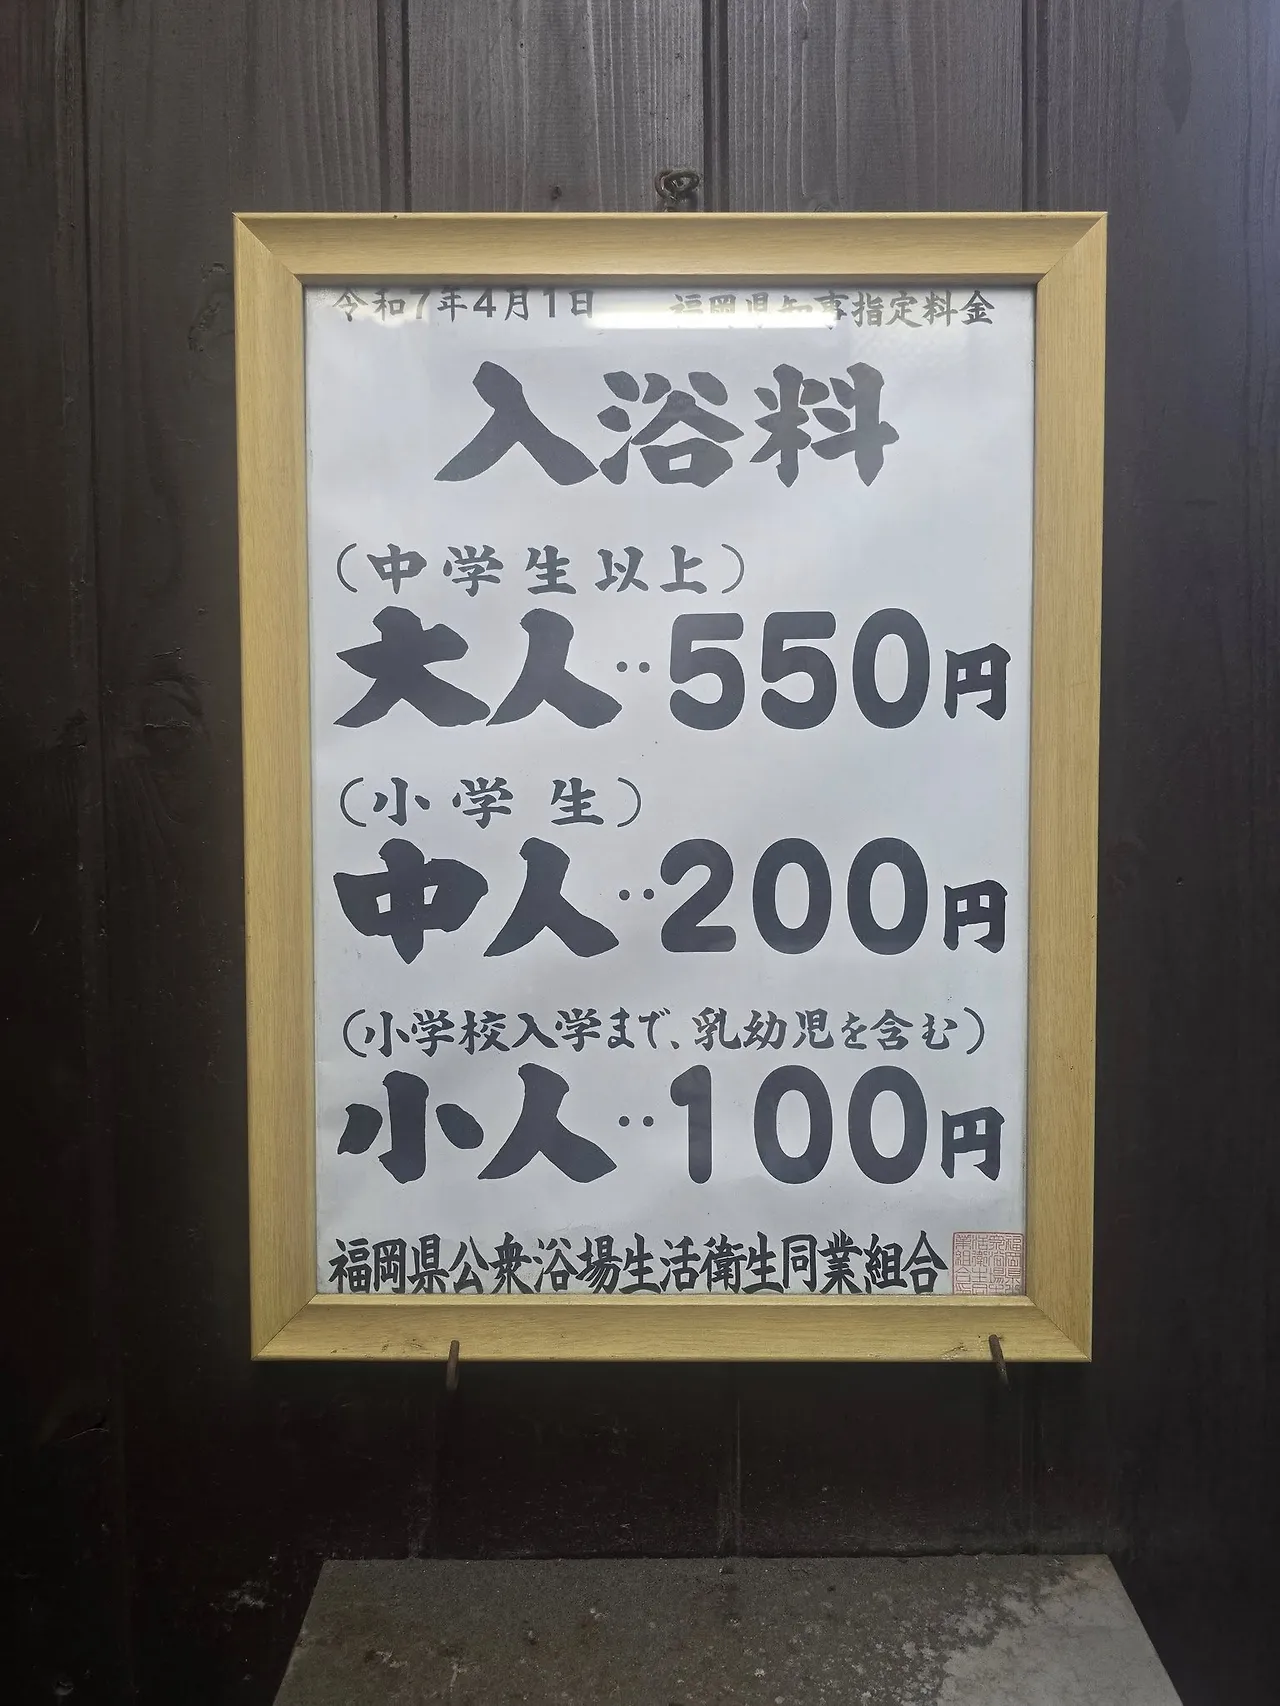 令和7年4月1日　福岡県知事指定料金
入浴料
（中学生以上）
大人‥550円
（小学生）
中人‥200円
（小学校入学まで、乳幼児を含む）
小人‥100円
福岡県公衆浴場生活衛生同業組合